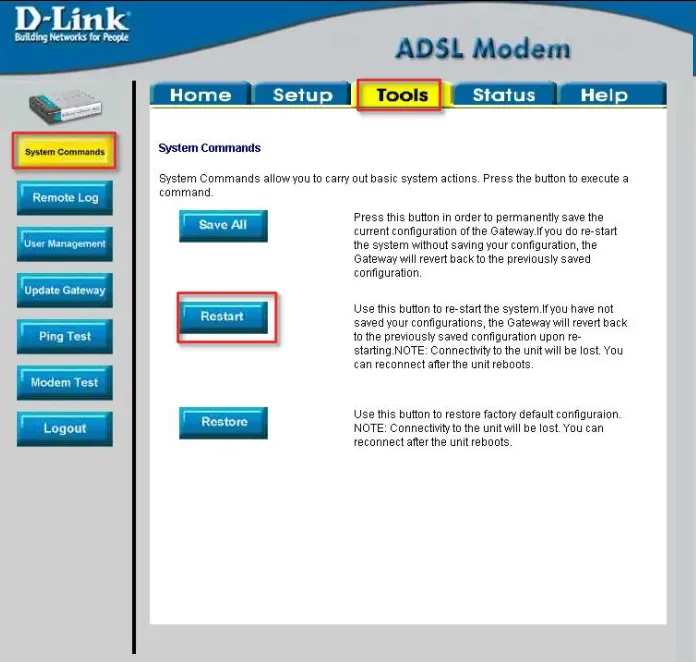 D-Link
Building Networks for People
ADSL Modem
Home Setup Tools Status Help
System Commands
Remote Log
User Management
Update Gateway
Ping Test
Modem Test
Logout
System Commands
System Commands allow you to carry out basic system actions. Press the button to execute a
command.
Save All
Press this button in order to permanently save the
current configuration of the Gateway.If you do re-start
the system without saving your configuration, the
Gateway will revert back to the previously saved
configuration.
Restart
Use this button to re-start the system.If you have not
saved your configurations, the Gateway will revert back
to the previously saved configuration upon re-
starting.NOTE: Connectivity to the unit will be lost. You
can reconnect after the unit reboots.
Restore
Use this button to restore factory default configuraion.
NOTE: Connectivity to the unit will be lost. You can
reconnect after the unit reboots.